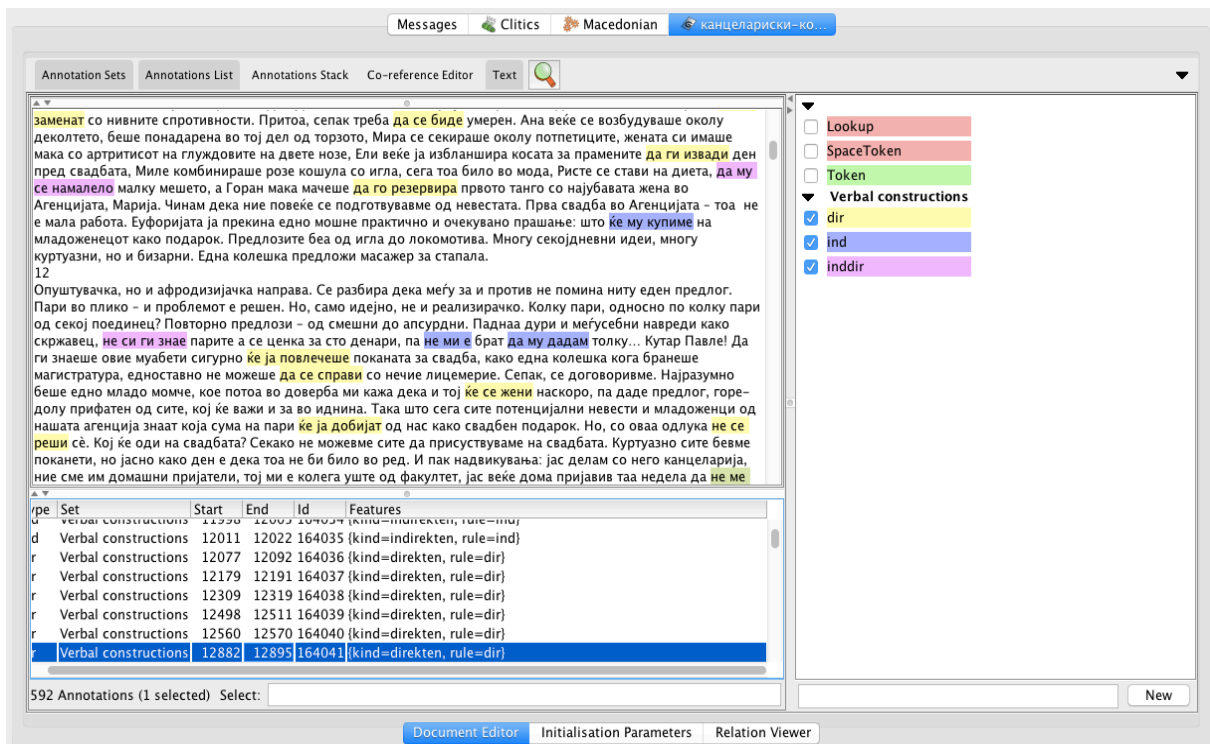 Messages
Clitics
Macedonian
канцелариски-ко...
Annotation Sets
Annotations List
Annotations Stack
Co-reference Editor
Text
заменат со нивните спротивности. Притоа, сепак треба да се биде умерен. Ана веќе се возбудуваше околу
деколтето, беше понадарена во тој дел од торзото, Мира се секираше околу потпетиците, жената си имаше
мака со артритисот на глуждовите на двете нозе, Ели веќе ја избланшира косата за прамените да ги извади ден
пред свадбата, Миле комбинираше розе кошула со игла, сега тоа било во мода, Ристе се стави на диета, да му
се намалело малку мешето, а Горан мака мачеше да го резервира првото танго со најубавата жена во
Агенцијата, Марија. Чинам дека ние повеќе се подготвувавме од невестата. Прва свадба во Агенцијата – тоа не
е мала работа. Еуфоријата ја прекина едно мошне практично и очекувано прашање: што ќе му купиме на
младоженецот како подарок. Предлозите беа од игла до локомотива. Многу секојдневни идеи, многу
куртуазни, но и бизарни. Една колешка предложи масажер за стапала.
12
Опуштувачка, но и афродизијачка направа. Се разбира дека меѓу за и против не помина ниту еден предлог.
Пари во плико – и проблемот е решен. Но, само идејно, не и реализирачко. Колку пари, односно по колку пари
од секој поединец? Повторно предлози – од смешни до апсурдни. Паднаа дури и меѓусебни навреди како
скржавец, не си ги знае парите а се ценка за сто денари, па не ми е брат да му дадам толку... Кутар Павле! Да
ги знаеше овие муабети сигурно ќе ја повлечеше поканата за свадба, како една колешка кога бранеше
магистратура, едноставно не можеше да се справи со нечие лицемерие. Сепак, се договоривме. Најразумно
беше едно младо момче, кое потоа во доверба ми кажа дека и тој ќе се жени наскоро, па даде предлог, горе–
долу прифатен од сите, кој ќе важи и за во иднина. Така што сега сите потенцијални невести и младоженци од
нашата агенција знаат која сума на пари ќе ја добијат од нас како свадбен подарок. Но, со оваа одлука не се
реши сè. Кој ќе оди на свадбата? Секако не можевме сите да присуствуваме на свадбата. Куртуазно сите бевме
поканети, но јасно како ден е дека тоа не би било во ред. И пак надвикувања: јас делам со него канцеларија,
ние сме им домашни пријатели, тој ми е колега уште од факултет, јас веќе дома пријавив таа недела да не ме
Lookup
SpaceToken
Token
Verbal constructions
dir
ind
inddir
ype Set Start End Id Features
d Verbal constructions 11998 12005 164034 {kind=indirekten, rule=ind}
d Verbal constructions 12011 12022 164035 {kind=indirekten, rule=ind}
r Verbal constructions 12077 12092 164036 {kind=direkten, rule=dir}
r Verbal constructions 12179 12191 164037 {kind=direkten, rule=dir}
r Verbal constructions 12309 12319 164038 {kind=direkten, rule=dir}
r Verbal constructions 12498 12511 164039 {kind=direkten, rule=dir}
r Verbal constructions 12560 12570 164040 {kind=direkten, rule=dir}
r Verbal constructions 12882 12895 164041 {kind=direkten, rule=dir}
592 Annotations (1 selected) Select:
New
Document Editor
Initialisation Parameters
Relation Viewer